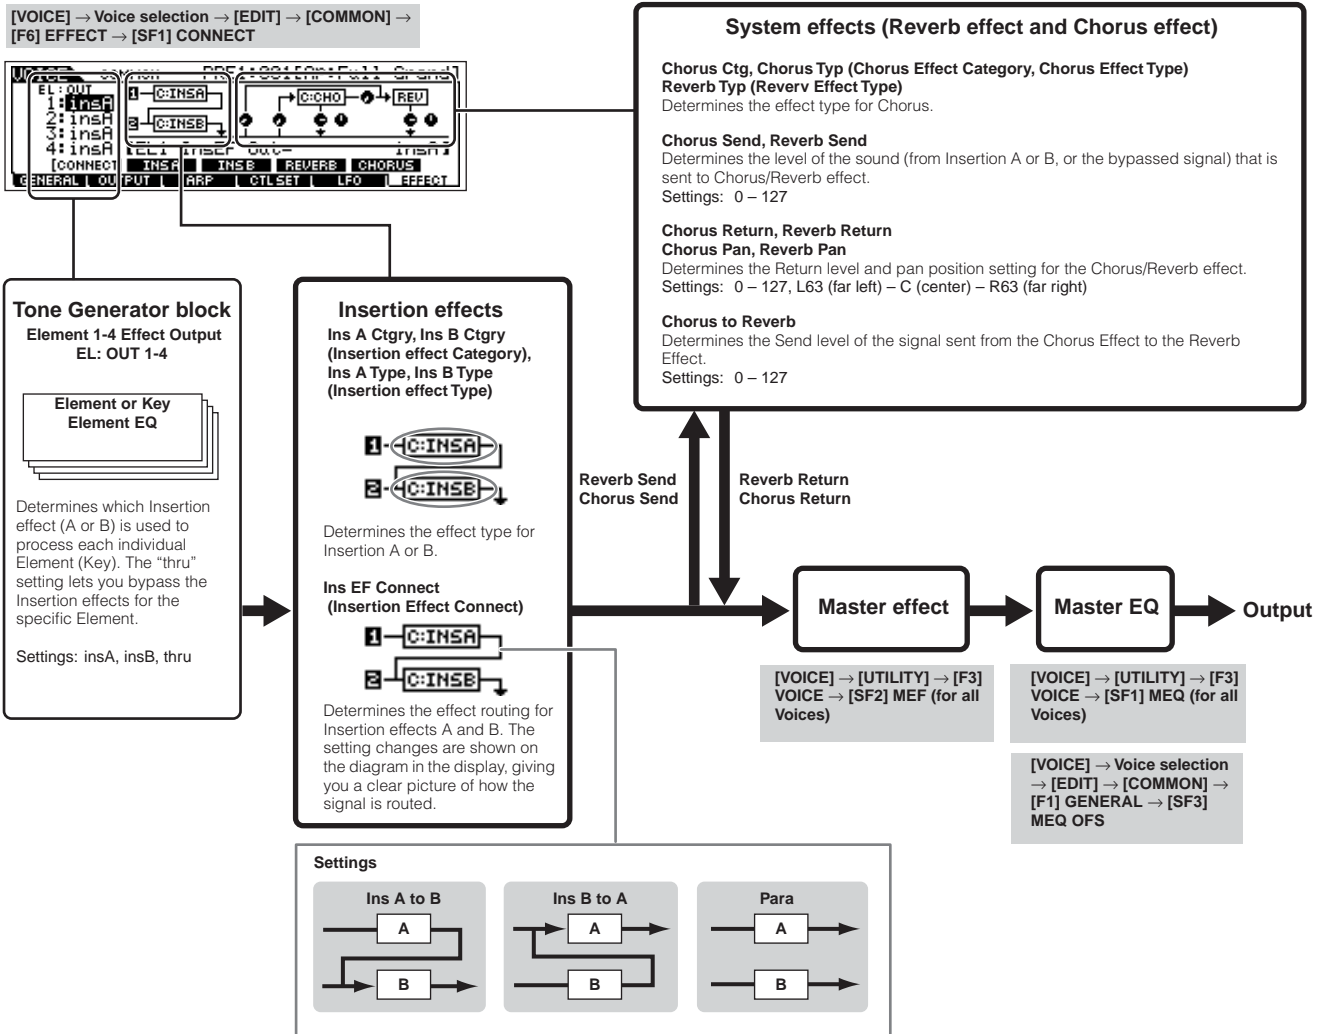 [VOICE] → Voice selection → [EDIT] → [COMMON] →
[F6] EFFECT → [SF1] CONNECT
EL:OUT
1:insA
2:insA
3:insA
4:insA
1 C:INSA
2 C:INSB
C:CHO
REV
[CONNECT] INS A INS B REVERB CHORUS
GENERAL OUTPUT ARP CTL SET LFO EFFECT
System effects (Reverb effect and Chorus effect)
Chorus Ctg, Chorus Typ (Chorus Effect Category, Chorus Effect Type)
Reverb Typ (Reverv Effect Type)
Determines the effect type for Chorus.
Chorus Send, Reverb Send
Determines the level of the sound (from Insertion A or B, or the bypassed signal) that is
sent to Chorus/Reverb effect.
Settings: 0 – 127
Chorus Return, Reverb Return
Chorus Pan, Reverb Pan
Determines the Return level and pan position setting for the Chorus/Reverb effect.
Settings: 0 – 127, L63 (far left) – C (center) – R63 (far right)
Chorus to Reverb
Determines the Send level of the signal sent from the Chorus Effect to the Reverb
Effect.
Settings: 0 – 127
Tone Generator block
Element 1-4 Effect Output
EL: OUT 1-4
Element or Key
Element EQ
Determines which Insertion
effect (A or B) is used to
process each individual
Element (Key). The “thru”
setting lets you bypass the
Insertion effects for the
specific Element.
Settings: insA, insB, thru
Insertion effects
Ins A Ctgry, Ins B Ctgry
(Insertion effect Category),
Ins A Type, Ins B Type
(Insertion effect Type)
1 C:INSA
2 C:INSB
Determines the effect type for
Insertion A or B.
Ins EF Connect
(Insertion Effect Connect)
1 C:INSA
2 C:INSB
Determines the effect routing for
Insertion effects A and B. The
setting changes are shown on
the diagram in the display, giving
you a clear picture of how the
signal is routed.
Reverb Send
Chorus Send
Reverb Return
Chorus Return
Master effect
Master EQ
Output
[VOICE] → [UTILITY] → [F3]
VOICE → [SF2] MEF (for all
Voices)
[VOICE] → [UTILITY] → [F3]
VOICE → [SF1] MEQ (for all
Voices)
[VOICE] → Voice selection
→ [EDIT] → [COMMON] →
[F1] GENERAL → [SF3]
MEQ OFS
Settings
Ins A to B
A
B
Ins B to A
A
B
Para
A
B